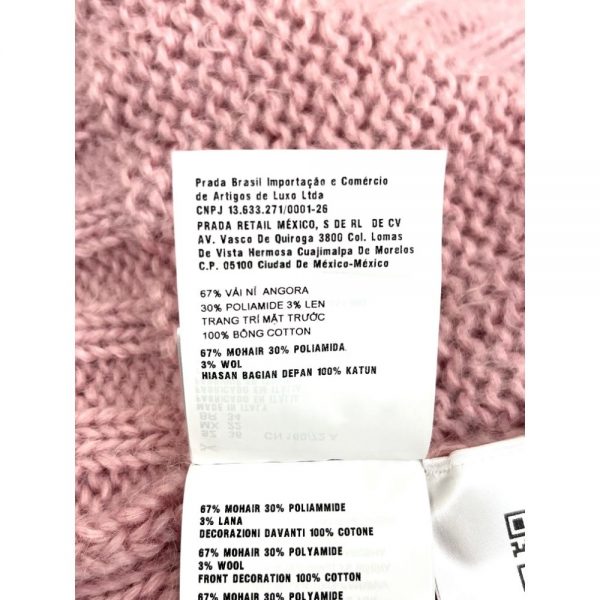 Prada Brasil Importação e Comércio
de Artigos de Luxo Ltda
CNPJ 13.633.271/0001-26
PRADA RETAIL MÉXICO, S DE RL DE CV
AV. Vasco De Quiroga 3800 Col. Lomas
De Vista Hermosa Cuajimalpa De Morelos
C.P. 05100 Ciudad De México-México
67% VẢI NỈ ANGORA
30% POLIAMIDE 3% LEN
TRANG TRÍ MẶT TRƯỚC
100% BÔNG COTTON
67% MOHAIR 30% POLIAMIDA
3% WOL
HIASAN BAGIAN DEPAN 100% KATUN
67% MOHAIR 30% POLIAMMIDE
3% LANA
DECORAZIONI DAVANTI 100% COTONE
67% MOHAIR 30% POLYAMIDE
3% WOOL
FRONT DECORATION 100% COTTON
67% MOHAIR 30% POLYAMIDE